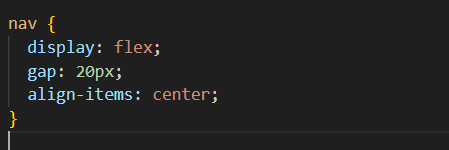 nav {
  display: flex;
  gap: 20px;
  align-items: center;
}